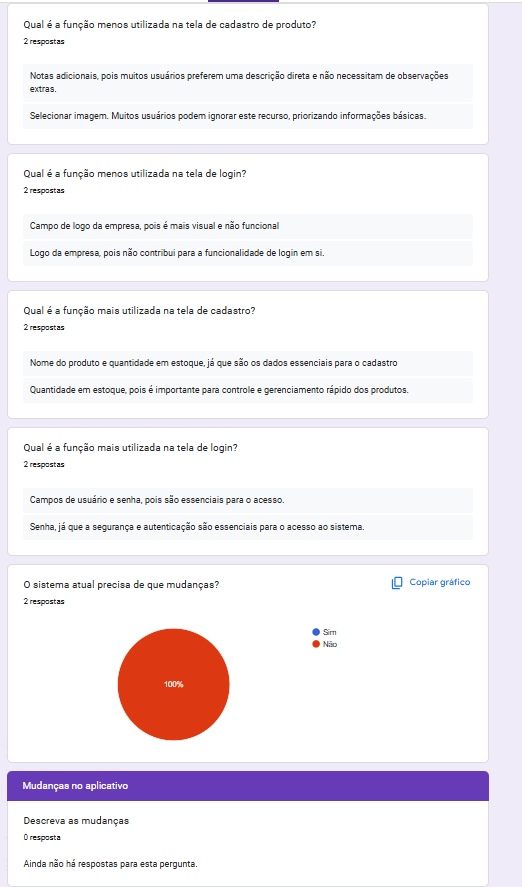 Qual é a função menos utilizada na tela de cadastro de produto?
2 respostas
Notas adicionais, pois muitos usuários preferem uma descrição direta e não necessitam de observações
extras.
Selecionar imagem. Muitos usuários podem ignorar este recurso, priorizando informações básicas.
Qual é a função menos utilizada na tela de login?
2 respostas
Campo de logo da empresa, pois é mais visual e não funcional
Logo da empresa, pois não contribui para a funcionalidade de login em si.
Qual é a função mais utilizada na tela de cadastro?
2 respostas
Nome do produto e quantidade em estoque, já que são os dados essenciais para o cadastro
Quantidade em estoque, pois é importante para controle e gerenciamento rápido dos produtos.
Qual é a função mais utilizada na tela de login?
2 respostas
Campos de usuário e senha, pois são essenciais para o acesso.
Senha, já que a segurança e autenticação são essenciais para o acesso ao sistema.
O sistema atual precisa de que mudanças?
Copiar gráfico
2 respostas
Sim
Não
100%
Mudanças no aplicativo
Descreva as mudanças
0 resposta
Ainda não há respostas para esta pergunta.